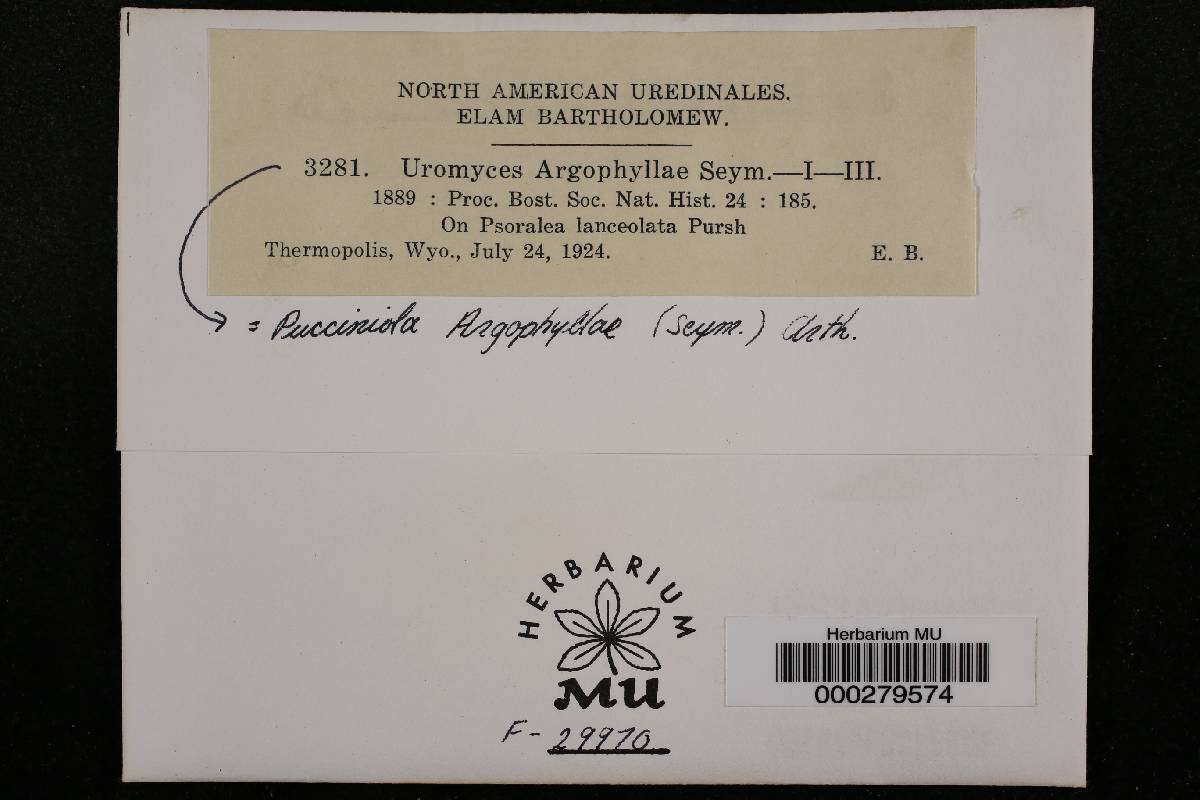 NORTH AMERICAN UREDINALES.
ELAM BARTHOLOMEW.
3281. Uromyces Argophyllae Seym.—I—III.
1889 : Proc. Bost. Soc. Nat. Hist. 24 : 185.
On Psoralea lanceolata Pursh
Thermopolis, Wyo., July 24, 1924. E. B.
= Pucciniola Argophyllae (Seym.) Arth.
HERBARIUM
MU
F- 29970
Herbarium MU
000279574